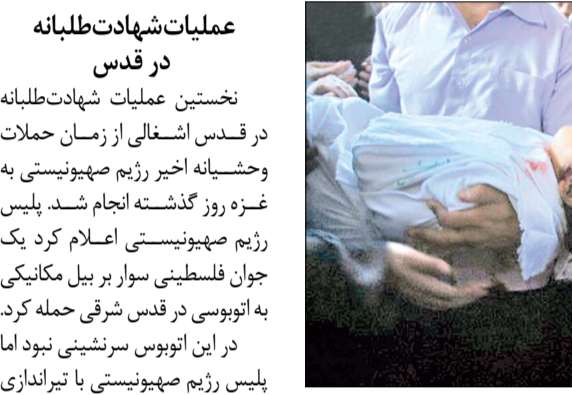 عملیات‌شهادت‌طلبانه
در قدس
نخستین عملیات شهادت‌طلبانه
در قدس اشغالی از زمان حملات
وحشیانه اخیر رژیم صهیونیستی به
غزه روز گذشته انجام شد. پلیس
رژیم صهیونیستی اعلام کرد یک
جوان فلسطینی سوار بر بیل مکانیکی
به اتوبوسی در قدس شرقی حمله کرد.
در این اتوبوس سرنشینی نبود اما
پلیس رژیم صهیونیستی با تیراندازی